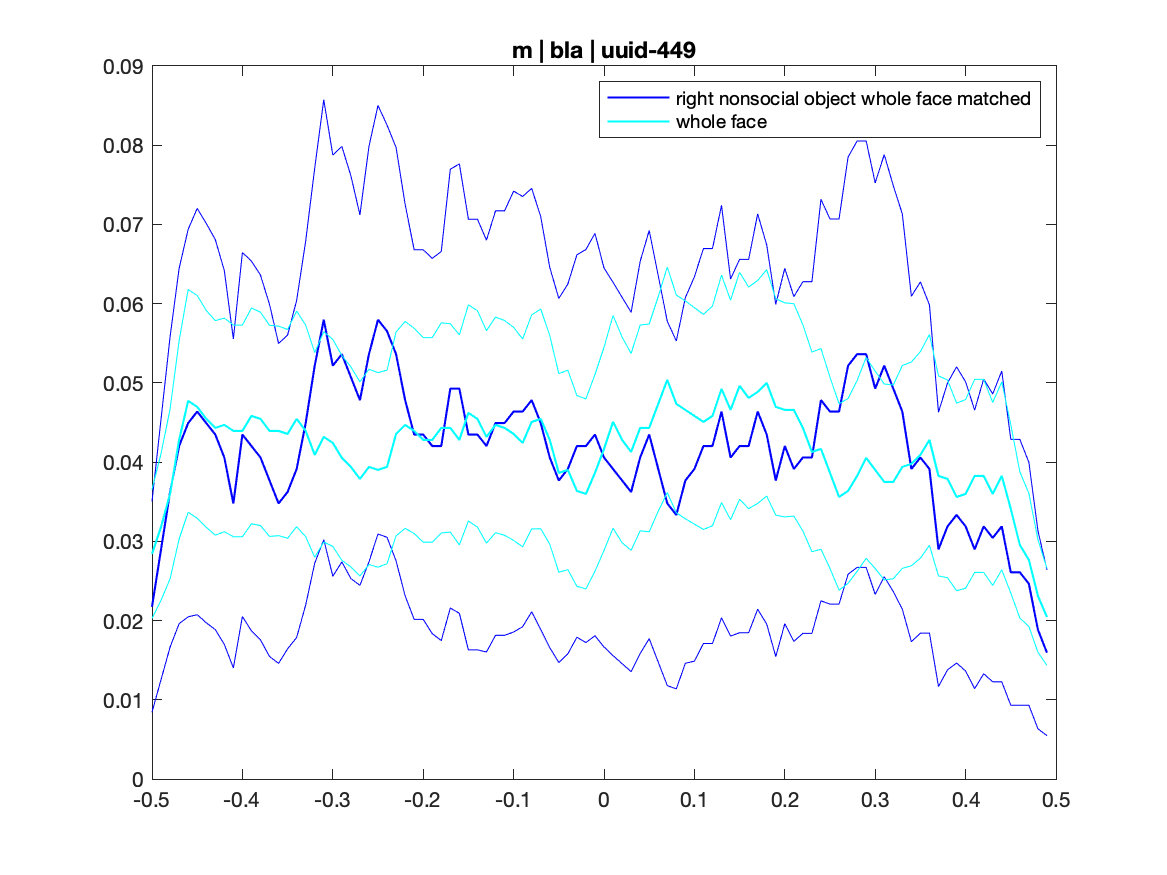 m | bla | uuid-449
0.09
0.08
0.07
0.06
0.05
0.04
0.03
0.02
0.01
0
right nonsocial object whole face matched
whole face
-0.5 -0.4 -0.3 -0.2 -0.1 0 0.1 0.2 0.3 0.4 0.5